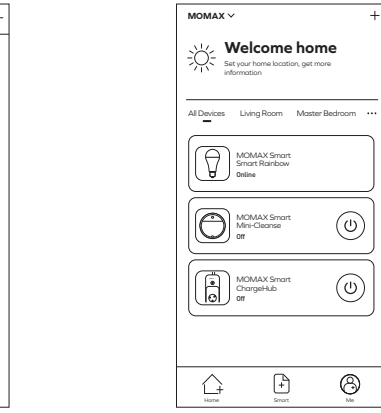 MOMAX
Welcome home
Set your home location, get more
information
All Devices Living Room Master Bedroom ...
MOMAX Smart
Smart Rainbow
Online
MOMAX Smart
Mini-Cleanse
Off
MOMAX Smart
ChargeHub
Off
Home Smart Me